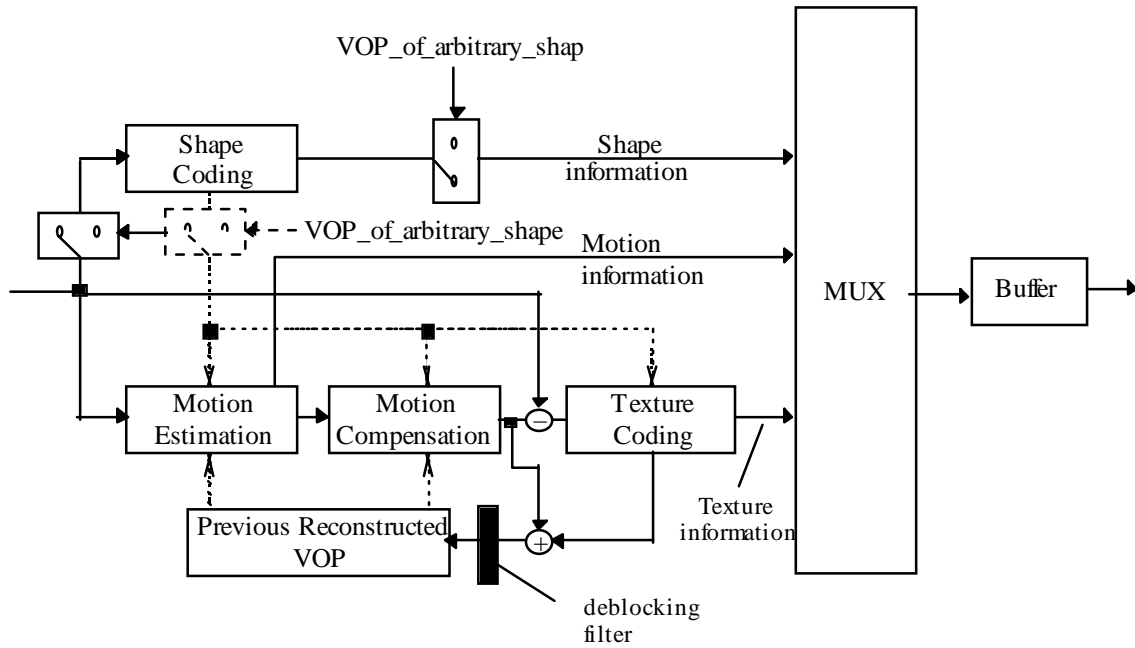 VOP_of_arbitrary_shap
Shape
Coding
Shape
information
VOP_of_arbitrary_shape
Motion
information
MUX
Buffer
Motion
Estimation
Motion
Compensation
−
Texture
Coding
Texture
information
Previous Reconstructed
VOP
+
deblocking
filter